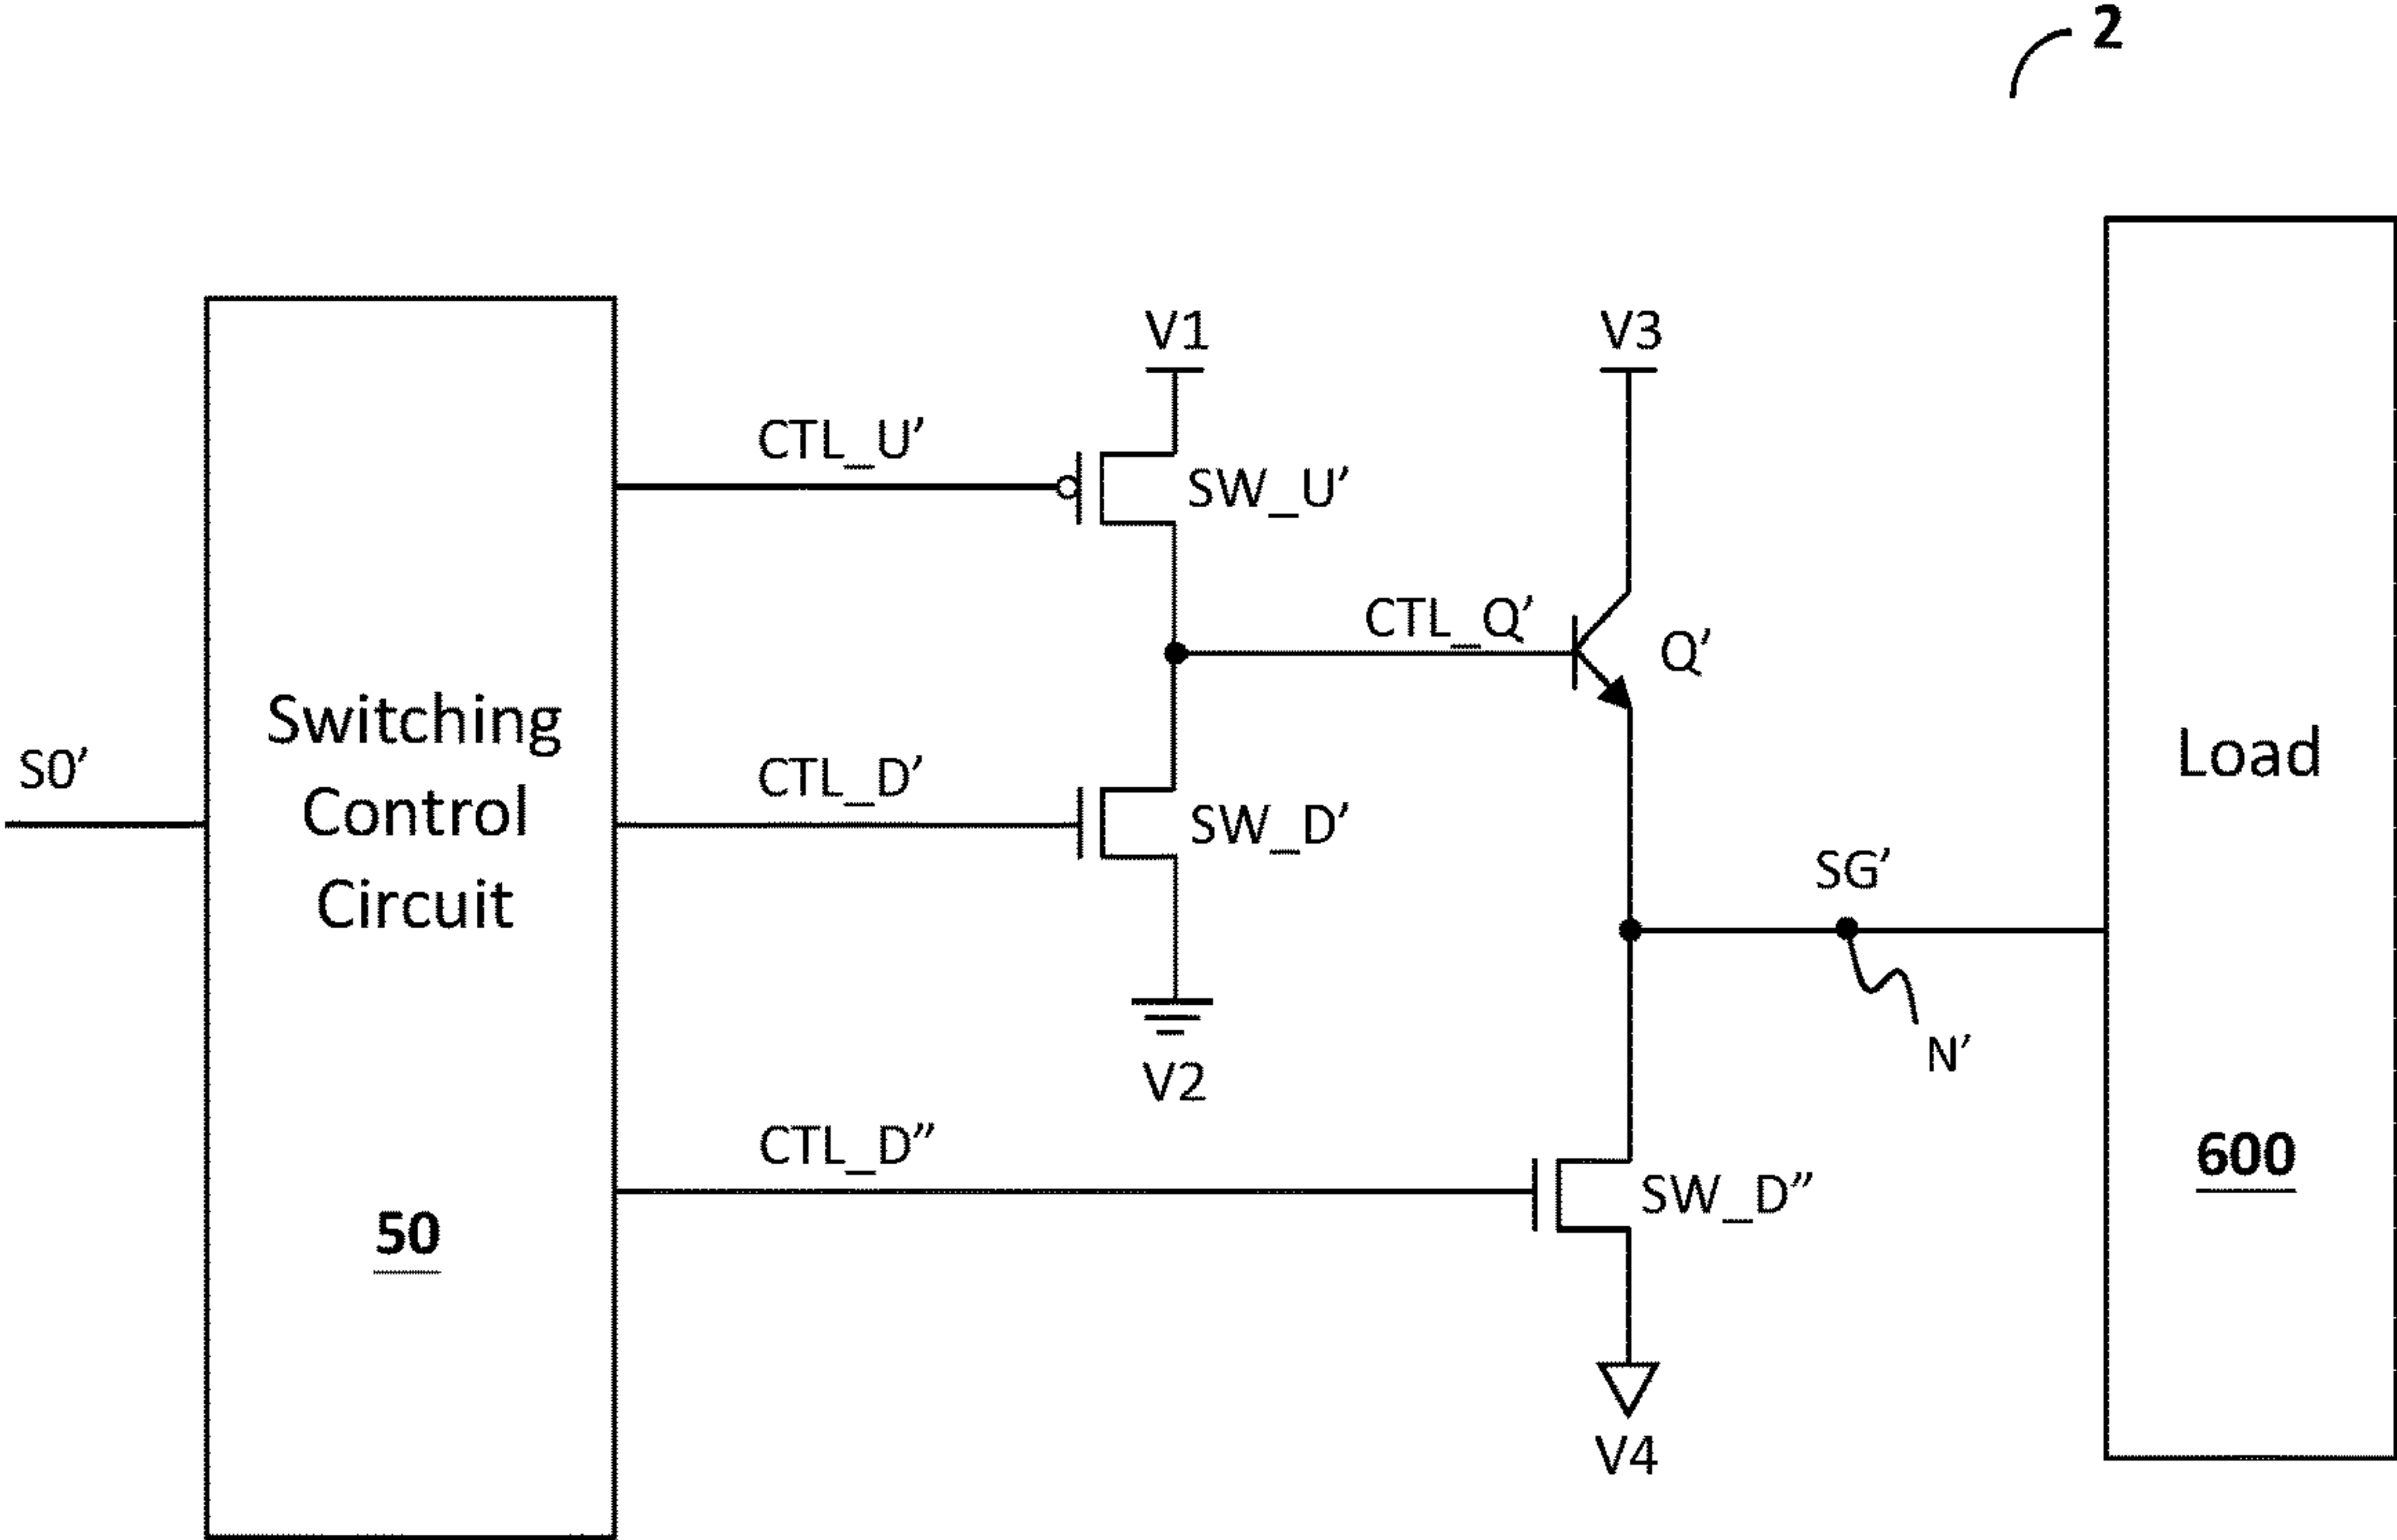 2
V1
V3
CTL_U’
SW_U’
CTL_Q’
Q’
Switching
Control
Circuit
50
S0’
CTL_D’
SW_D’
Load
600
SG’
N’
V2
CTL_D”
SW_D”
V4